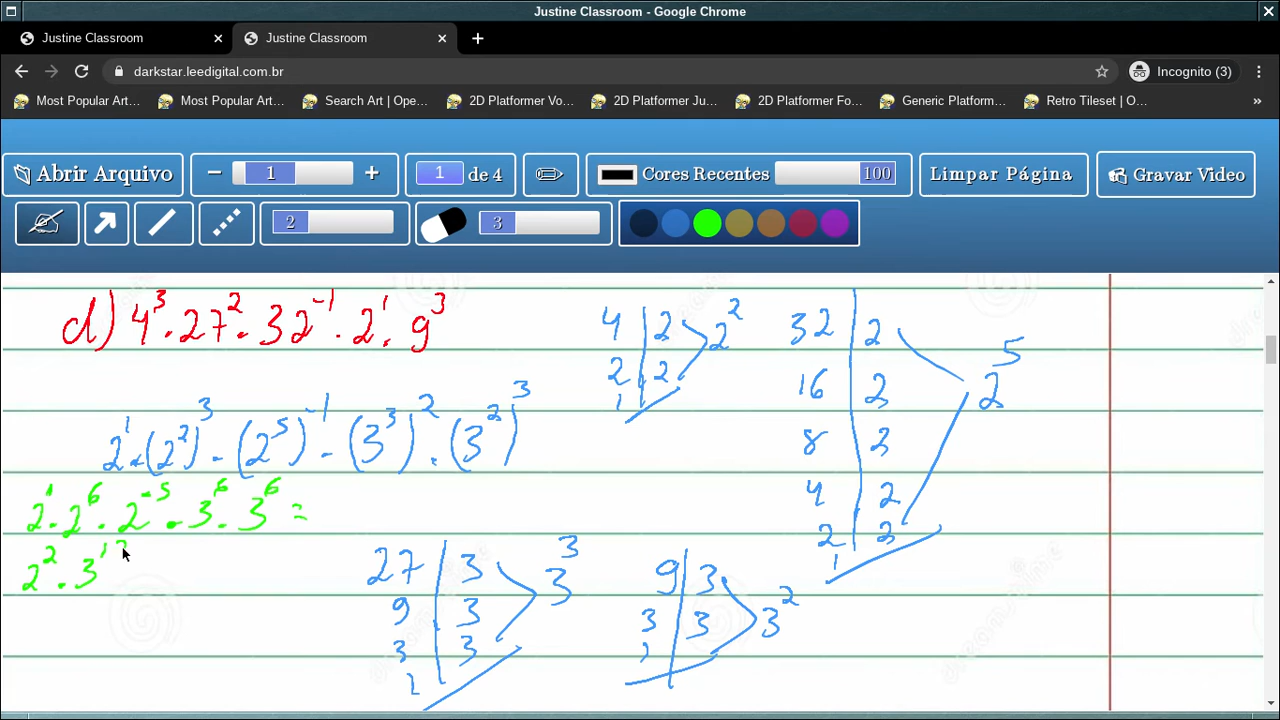 Justine Classroom - Google Chrome
Justine Classroom
Justine Classroom
darkstar.leedigital.com.br
Incognito (3)
Most Popular Art...
Most Popular Art...
Search Art | Ope...
2D Platformer Vo...
2D Platformer Ju...
2D Platformer Fo...
Generic Platform...
Retro Tileset | O...
Abrir Arquivo
− 1 +
1 de 4
Cores Recentes 100
Limpar Página
Gravar Video
2
3
d) 4³ · 27² · 32⁻¹ · 2¹ · 9³
2¹ · (2²)³ · (2⁵)⁻¹ · (3³)² · (3²)³
2¹ · 2⁶ · 2⁻⁵ · 3⁶ · 3⁶ =
2² · 3¹²
4 | 2
2 | 2
1
2²
32 | 2
16 | 2
8 | 2
4 | 2
2 | 2
1
2⁵
27 | 3
9 | 3
3 | 3
1
3³
9 | 3
3 | 3
1
3²